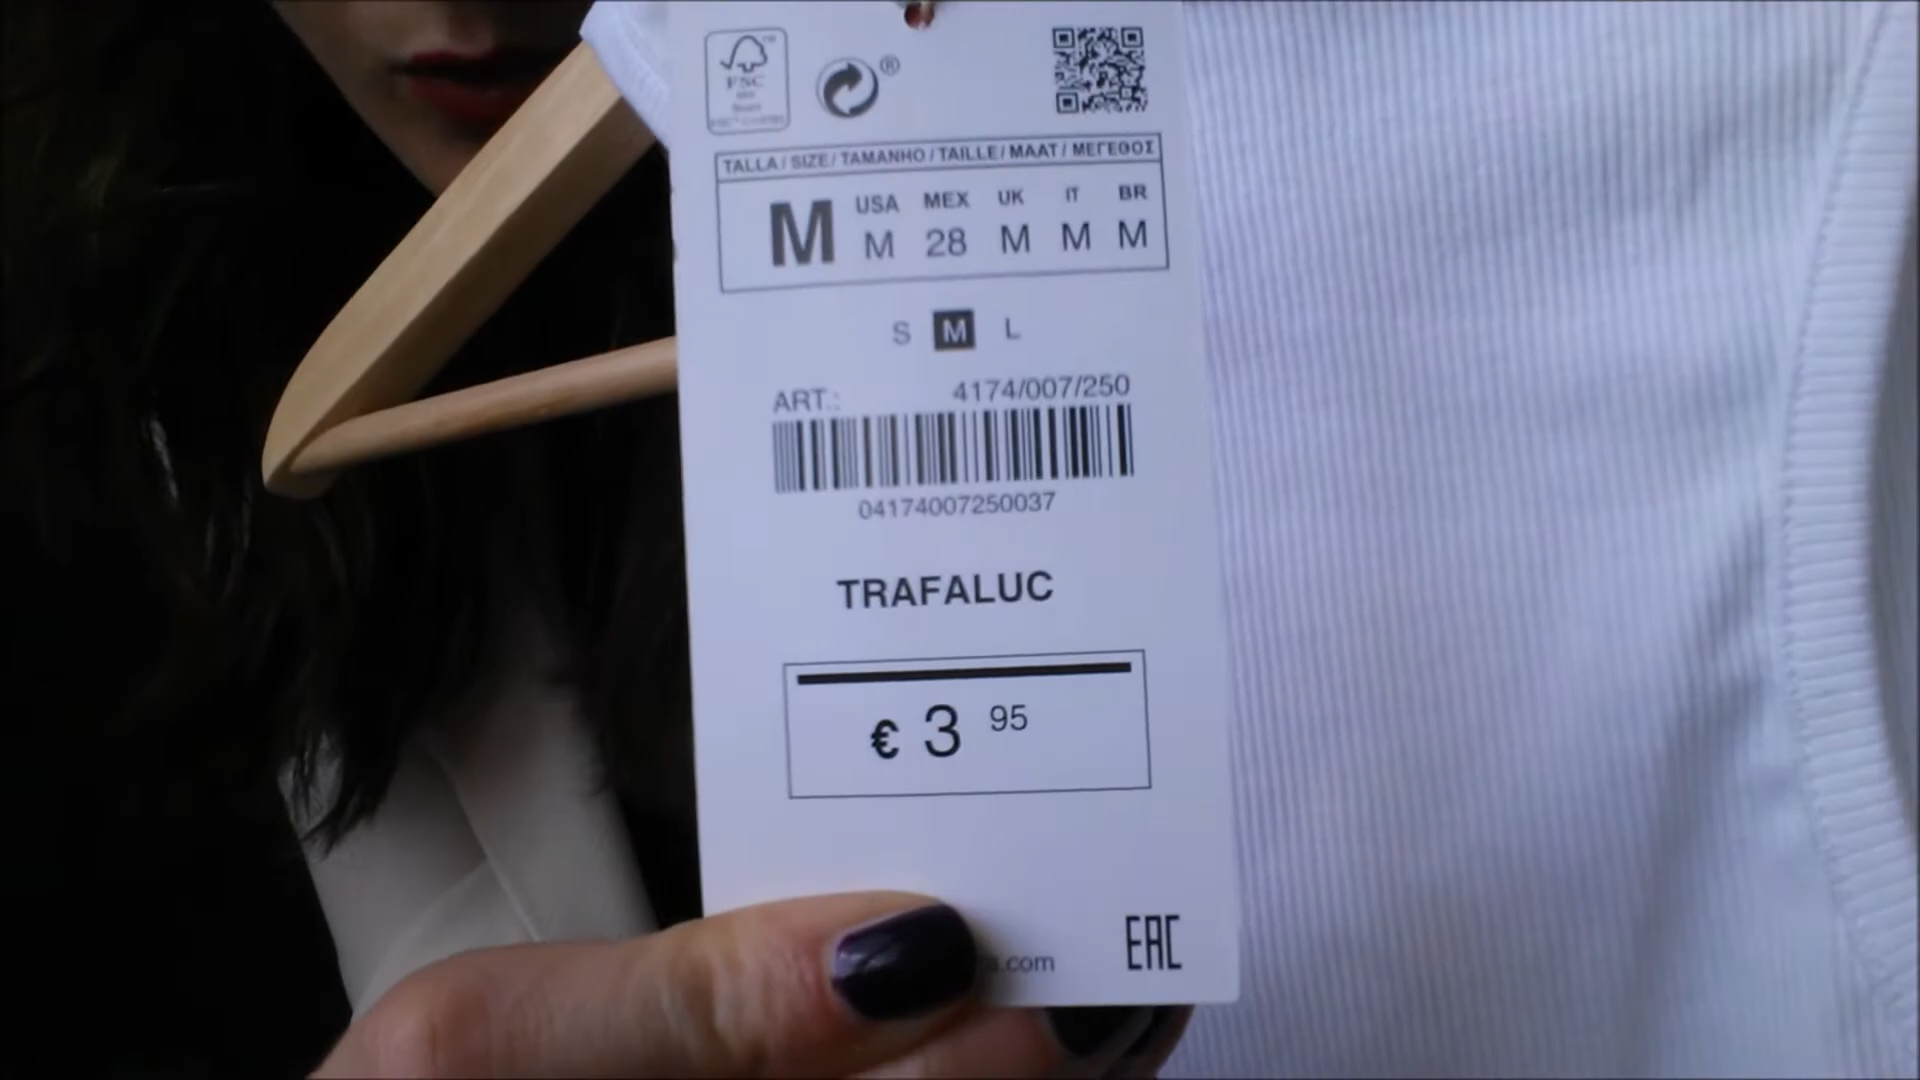 FSC
®
TALLA / SIZE / TAMANHO / TAILLE / MAAT / ΜΕΓΕΘΟΣ
M
USA MEX UK IT BR
M 28 M M M
S M L
ART.: 4174/007/250
04174007250037
TRAFALUC
€ 3 95
a.com
EAC